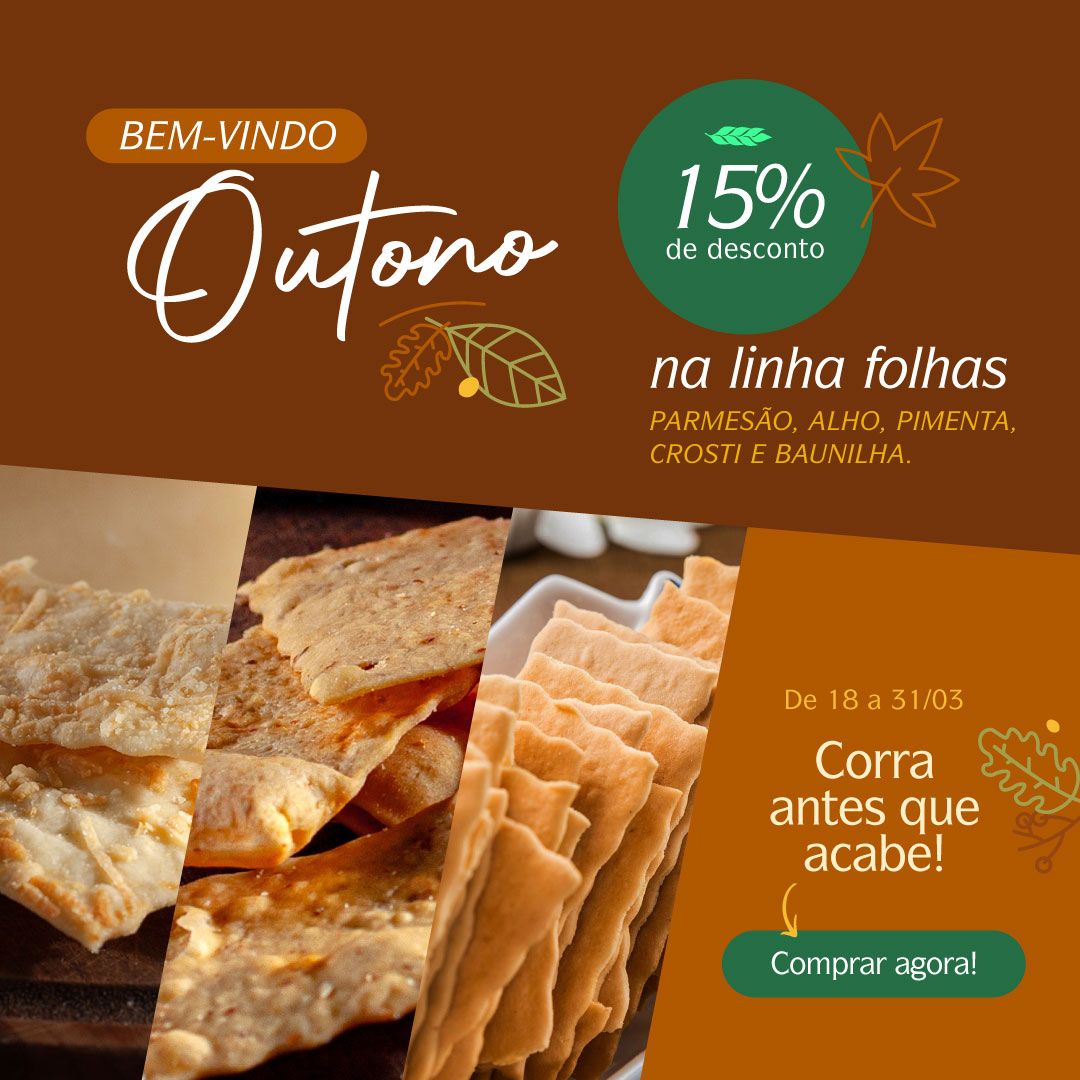 BEM-VINDO
Outono
15%
de desconto
na linha folhas
PARMESÃO, ALHO, PIMENTA,
CROSTI E BAUNILHA.
De 18 a 31/03
Corra
antes que
acabe!
Comprar agora!